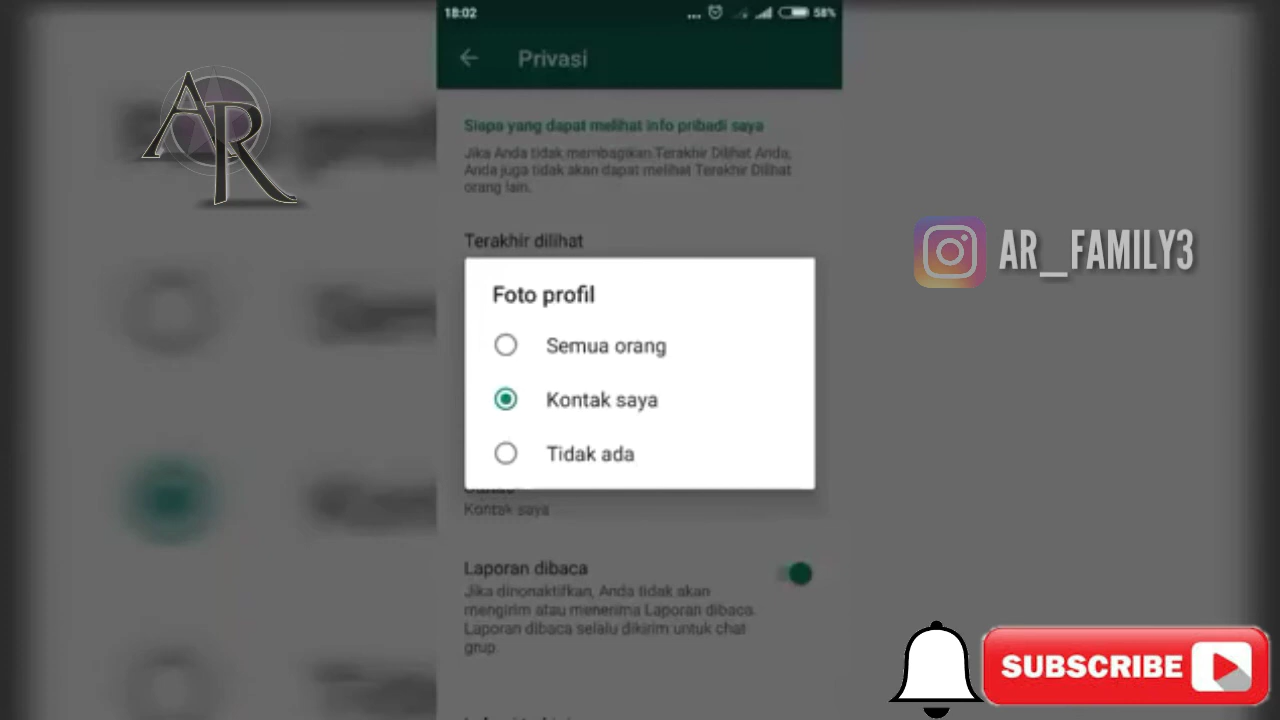 18:02
58%
Privasi
AR
Siapa yang dapat melihat info pribadi saya
Jika Anda tidak membagikan Terakhir Dilihat Anda,
Anda juga tidak akan dapat melihat Terakhir Dilihat
orang lain.
Terakhir dilihat
AR_FAMILY3
Foto profil
Semua orang
Kontak saya
Tidak ada
Kontak saya
Laporan dibaca
Jika dinonaktifkan, Anda tidak akan
mengirim atau menerima Laporan dibaca.
Laporan dibaca selalu dikirim untuk chat
grup.
SUBSCRIBE